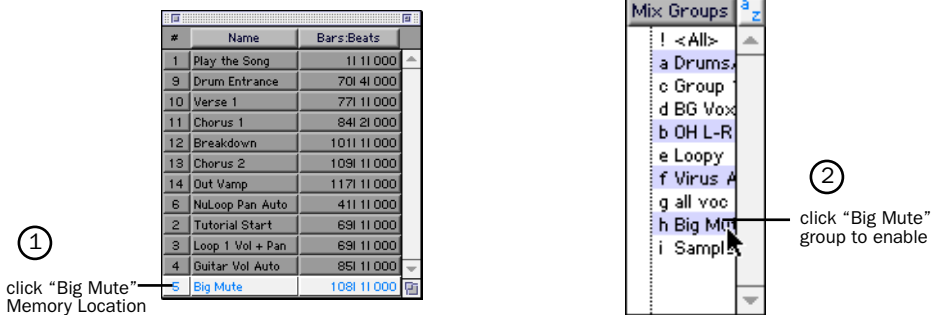 # Name Bars:Beats
1 Play the Song 1| 1| 000
9 Drum Entrance 70| 4| 000
10 Verse 1 77| 1| 000
11 Chorus 1 84| 2| 000
12 Breakdown 101| 1| 000
13 Chorus 2 109| 1| 000
14 Out Vamp 117| 1| 000
6 NuLoop Pan Auto 41| 1| 000
2 Tutorial Start 69| 1| 000
3 Loop 1 Vol + Pan 69| 1| 000
4 Guitar Vol Auto 85| 1| 000
5 Big Mute 108| 1| 000
1
click “Big Mute”
Memory Location
Mix Groups a z
! <All>
a Drums
c Group
d BG Vox
b OH L-R
e Loopy
f Virus A
g all voc
h Big Mut
i Sampl
2
click “Big Mute”
group to enable